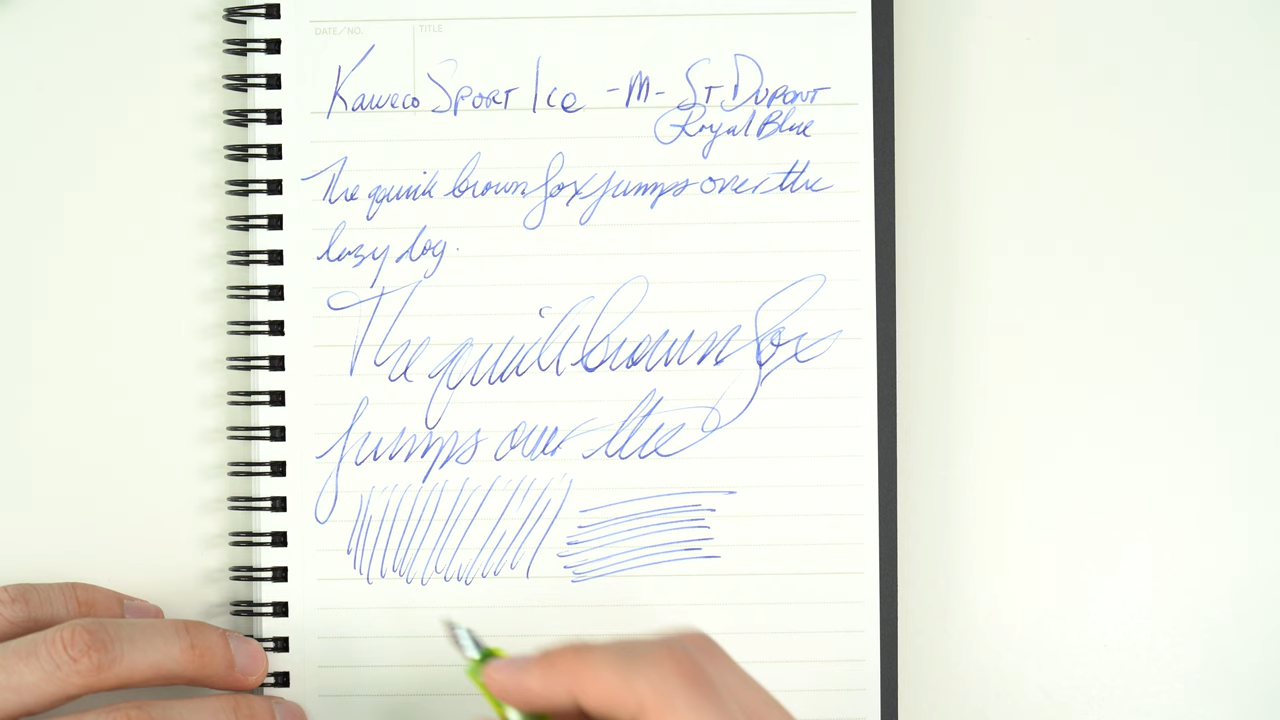 DATE/NO. TITLE
Kaweco Sport Ice -M- St Dupont
Royal Blue
The quick brown fox jumps over the
lazy dog.
The quick brown fox
jumps over the